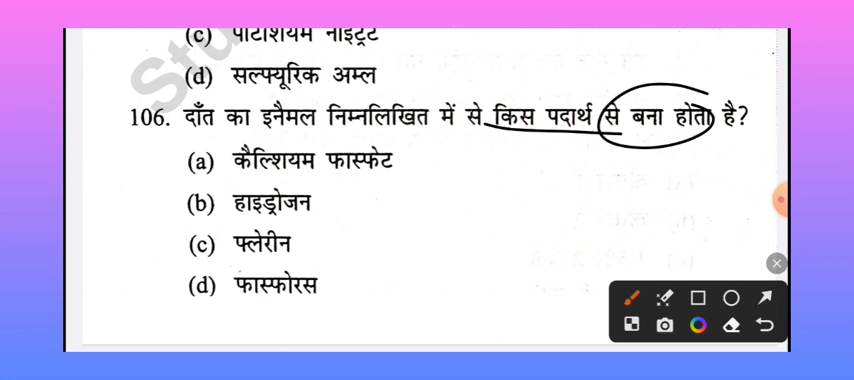 (c) पोटाशियम नाइट्रेट
(d) सल्फ्यूरिक अम्ल
106. दाँत का इनैमल निम्नलिखित में से किस पदार्थ से बना होता है?
(a) कैल्शियम फास्फेट
(b) हाइड्रोजन
(c) फ्लेरीन
(d) फास्फोरस